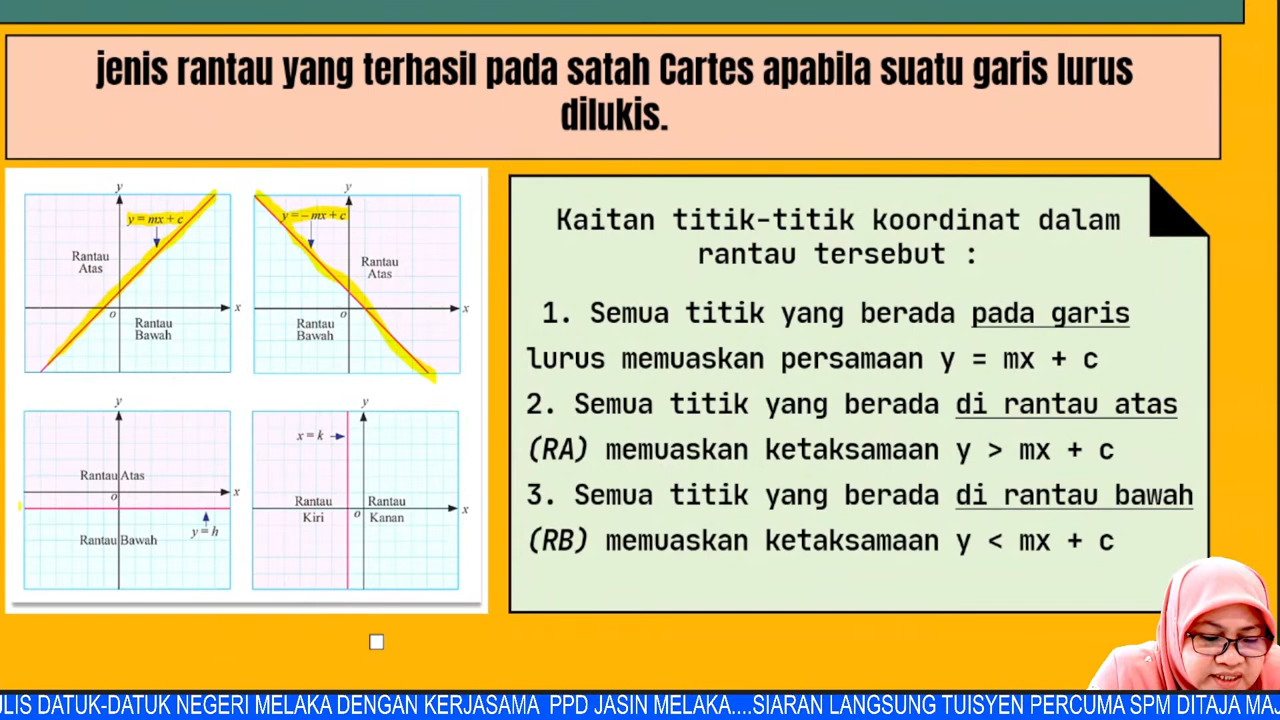 jenis rantau yang terhasil pada satah Cartes apabila suatu garis lurus
dilukis.
y
y = mx + c
Rantau
Atas
x
o
Rantau
Bawah
y
y = – mx + c
Rantau
Atas
x
o
Rantau
Bawah
y
Rantau Atas
x
o
y = h
Rantau Bawah
y
x = k
Rantau
Kiri
Rantau
Kanan
o
x
Kaitan titik-titik koordinat dalam
rantau tersebut :
1. Semua titik yang berada pada garis
lurus memuaskan persamaan y = mx + c
2. Semua titik yang berada di rantau atas
(RA) memuaskan ketaksamaan y > mx + c
3. Semua titik yang berada di rantau bawah
(RB) memuaskan ketaksamaan y < mx + c
ULIS DATUK-DATUK NEGERI MELAKA DENGAN KERJASAMA PPD JASIN MELAKA....SIARAN LANGSUNG TUISYEN PERCUMA SPM DITAJA MAJ